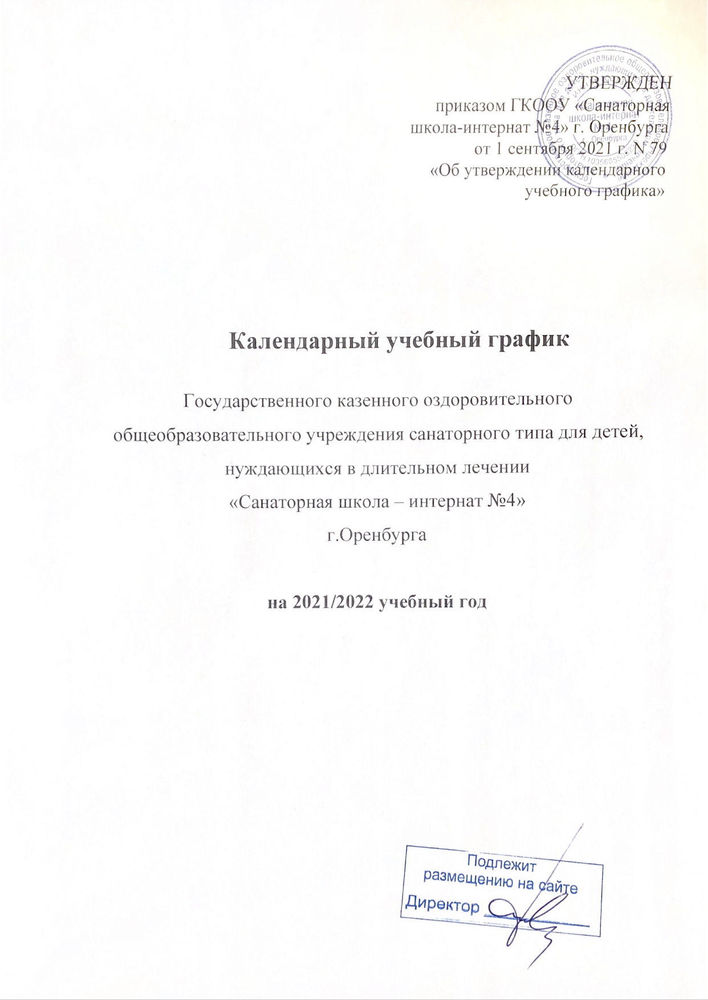 УТВЕРЖДЕН
приказом ГКООУ «Санаторная
школа-интернат №4» г. Оренбурга
от 1 сентября 2021 г. N 79
«Об утверждении календарного
учебного графика»
Календарный учебный график
Государственного казенного оздоровительного
общеобразовательного учреждения санаторного типа для детей,
нуждающихся в длительном лечении
«Санаторная школа – интернат №4»
г.Оренбурга
на 2021/2022 учебный год
Подлежит
размещению на сайте
Директор